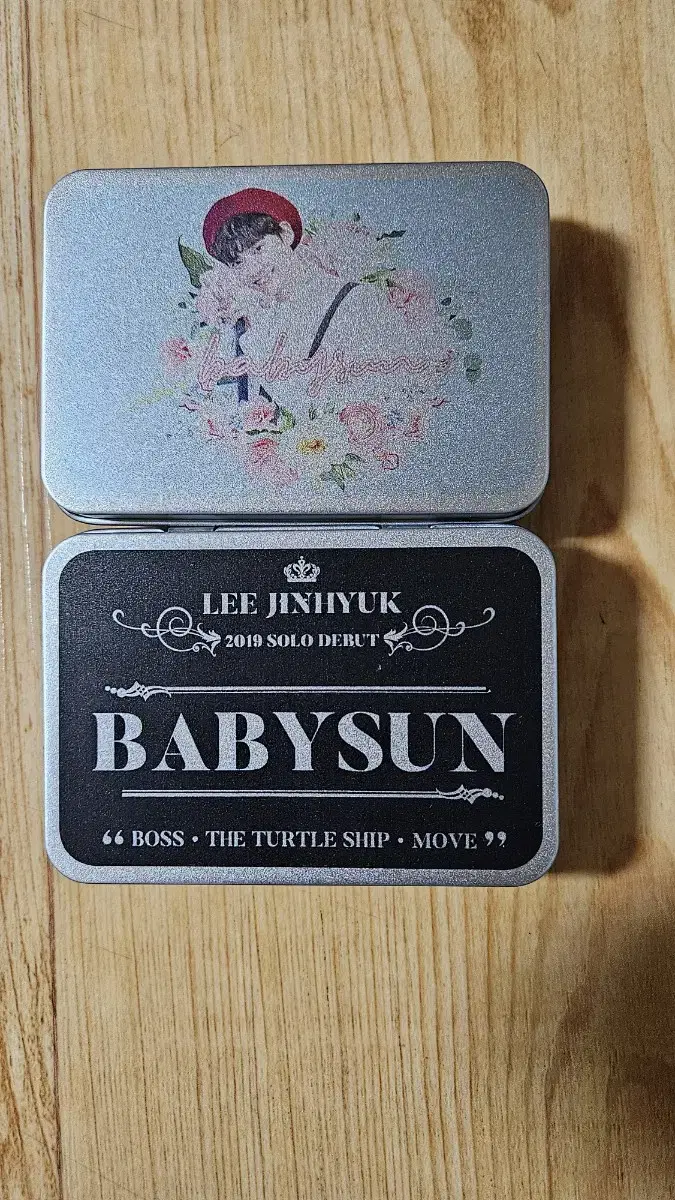 babysun
LEE JINHYUK
2019 SOLO DEBUT
BABYSUN
“ BOSS • THE TURTLE SHIP • MOVE ”